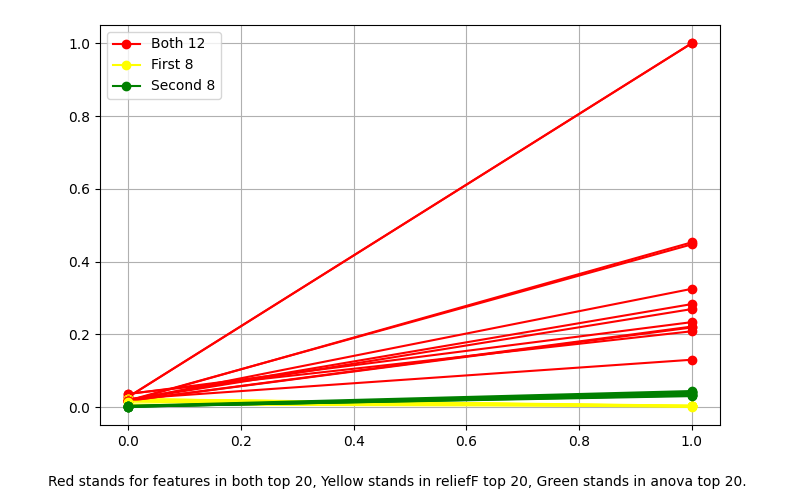 1.0
0.8
0.6
0.4
0.2
0.0
Both 12
First 8
Second 8
0.0 0.2 0.4 0.6 0.8 1.0
Red stands for features in both top 20, Yellow stands in reliefF top 20, Green stands in anova top 20.